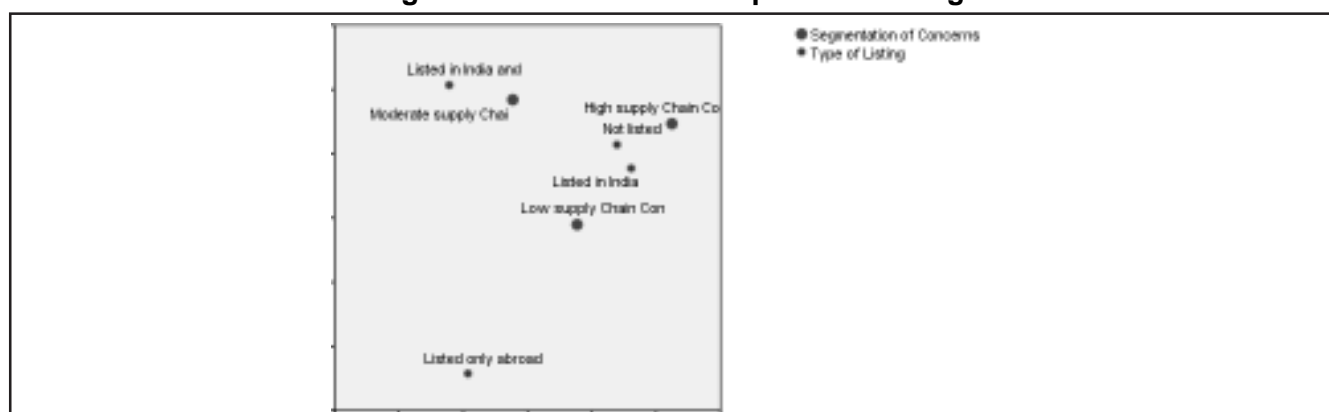 Segmentation of Concerns
Type of Listing
Listed in India and
Moderate supply Chai
High supply Chain Co
Not listed
Listed in India
Low supply Chain Con
Listed only abroad